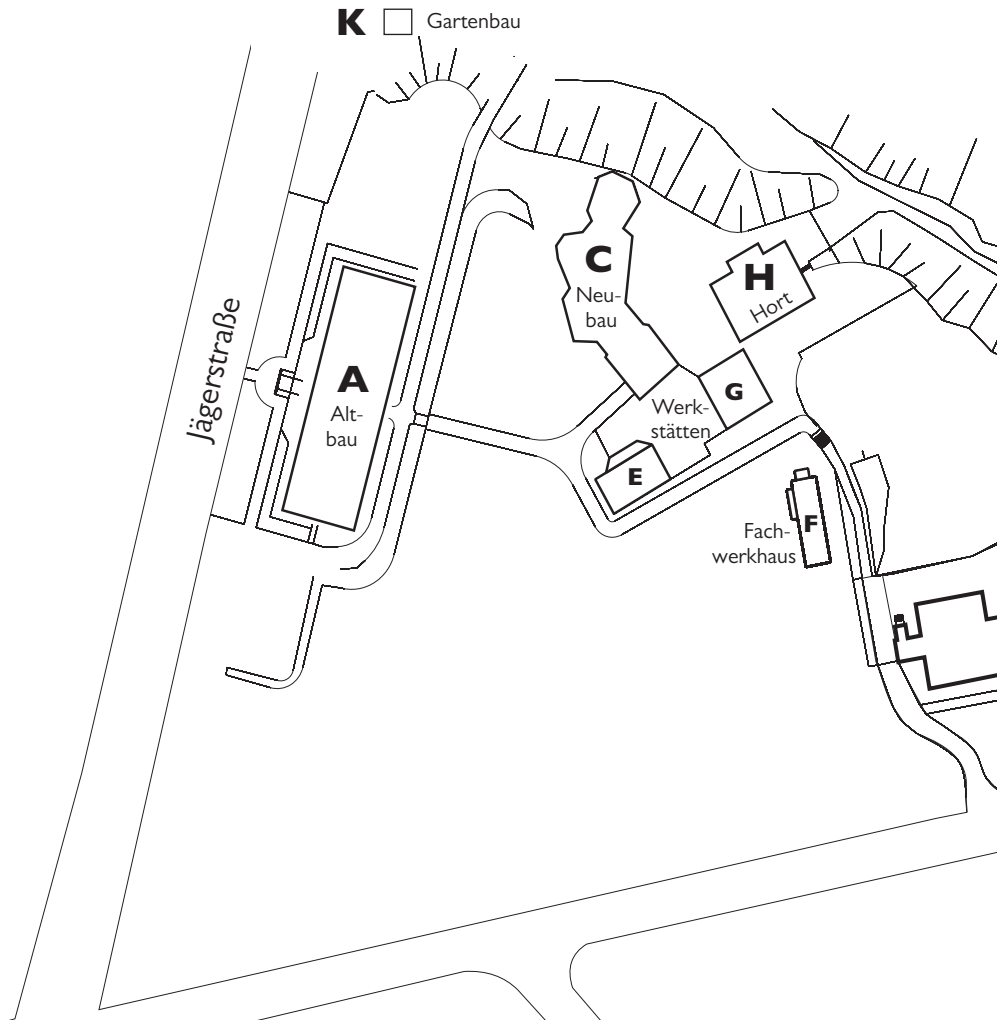 K Gartenbau
Jägerstraße
A
Alt-
bau
C
Neu-
bau
H
Hort
G
Werk-
stätten
E
F
Fach-
werkhaus